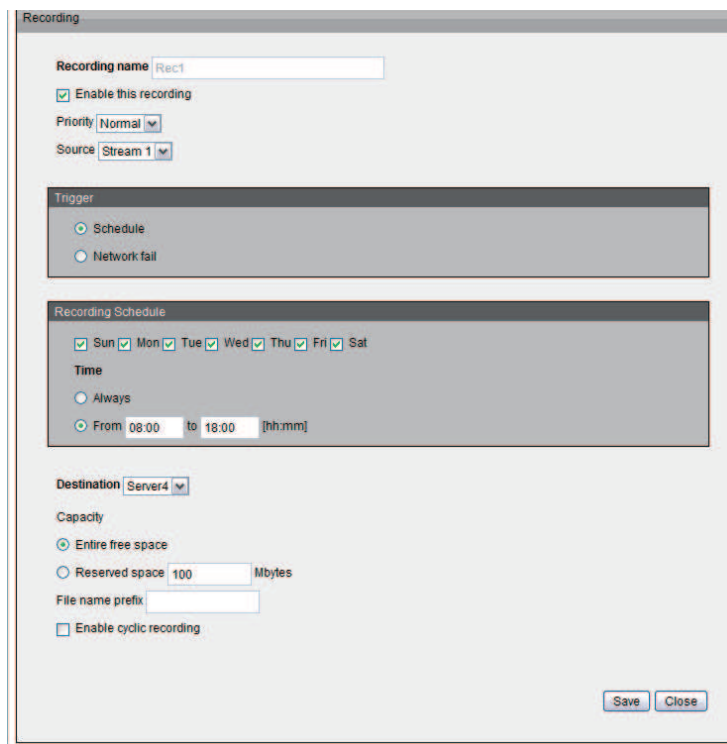 Recording
Recording name Rec1
Enable this recording
Priority Normal
Source Stream 1
Trigger
Schedule
Network fail
Recording Schedule
Sun Mon Tue Wed Thu Fri Sat
Time
Always
From 08:00 to 18:00 [hh:mm]
Destination Server4
Capacity
Entire free space
Reserved space 100 Mbytes
File name prefix
Enable cyclic recording
Save Close